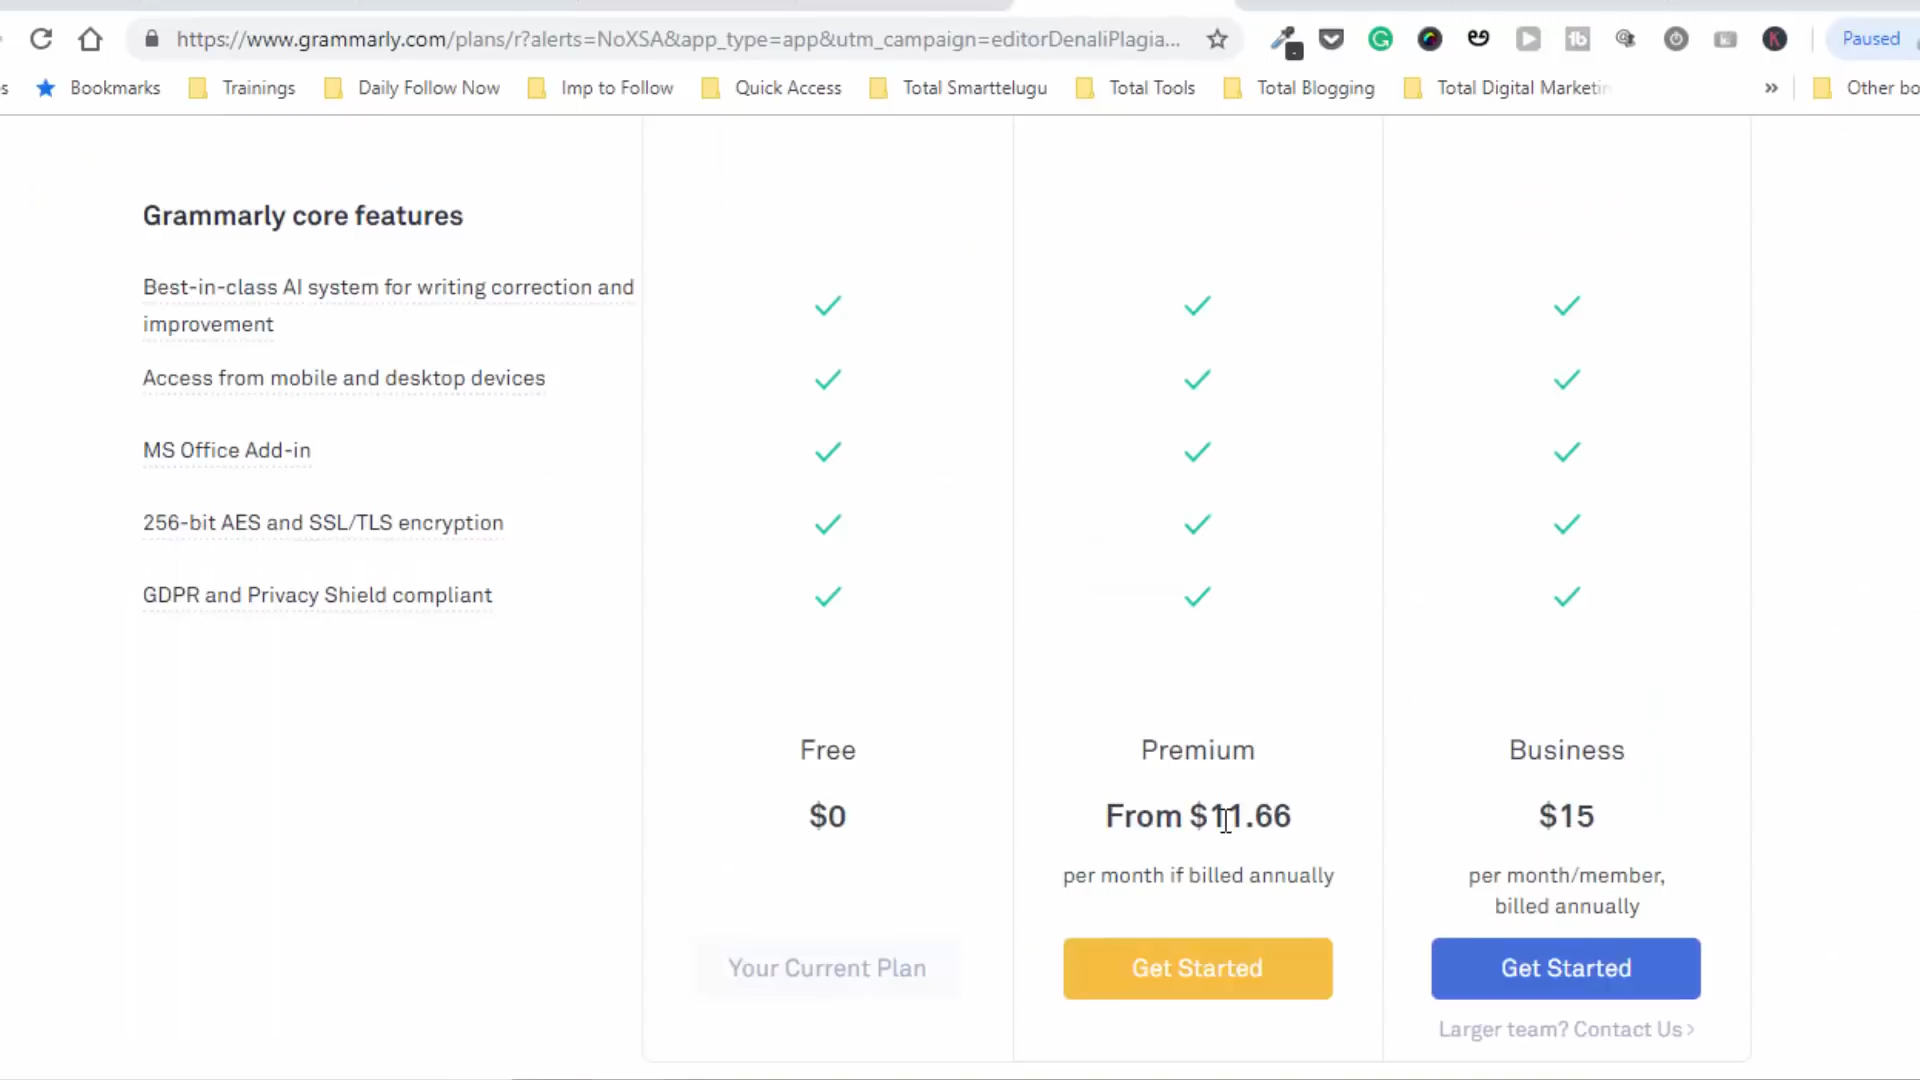 https://www.grammarly.com/plans/r?alerts=NoXSA&app_type=app&utm_campaign=editorDenaliPlagia...
Paused
Bookmarks
Trainings
Daily Follow Now
Imp to Follow
Quick Access
Total Smarttelugu
Total Tools
Total Blogging
Total Digital Marketin
»
Other bo
Grammarly core features
Best-in-class AI system for writing correction and
improvement
Access from mobile and desktop devices
MS Office Add-in
256-bit AES and SSL/TLS encryption
GDPR and Privacy Shield compliant
Free
Premium
Business
$0
From $11.66
$15
per month if billed annually
per month/member,
billed annually
Your Current Plan
Get Started
Get Started
Larger team? Contact Us >